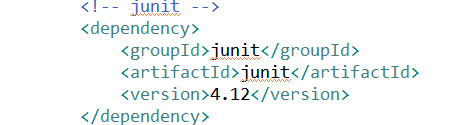 <!-- junit -->
<dependency>
<groupId>junit</groupId>
<artifactId>junit</artifactId>
<version>4.12</version>
</dependency>